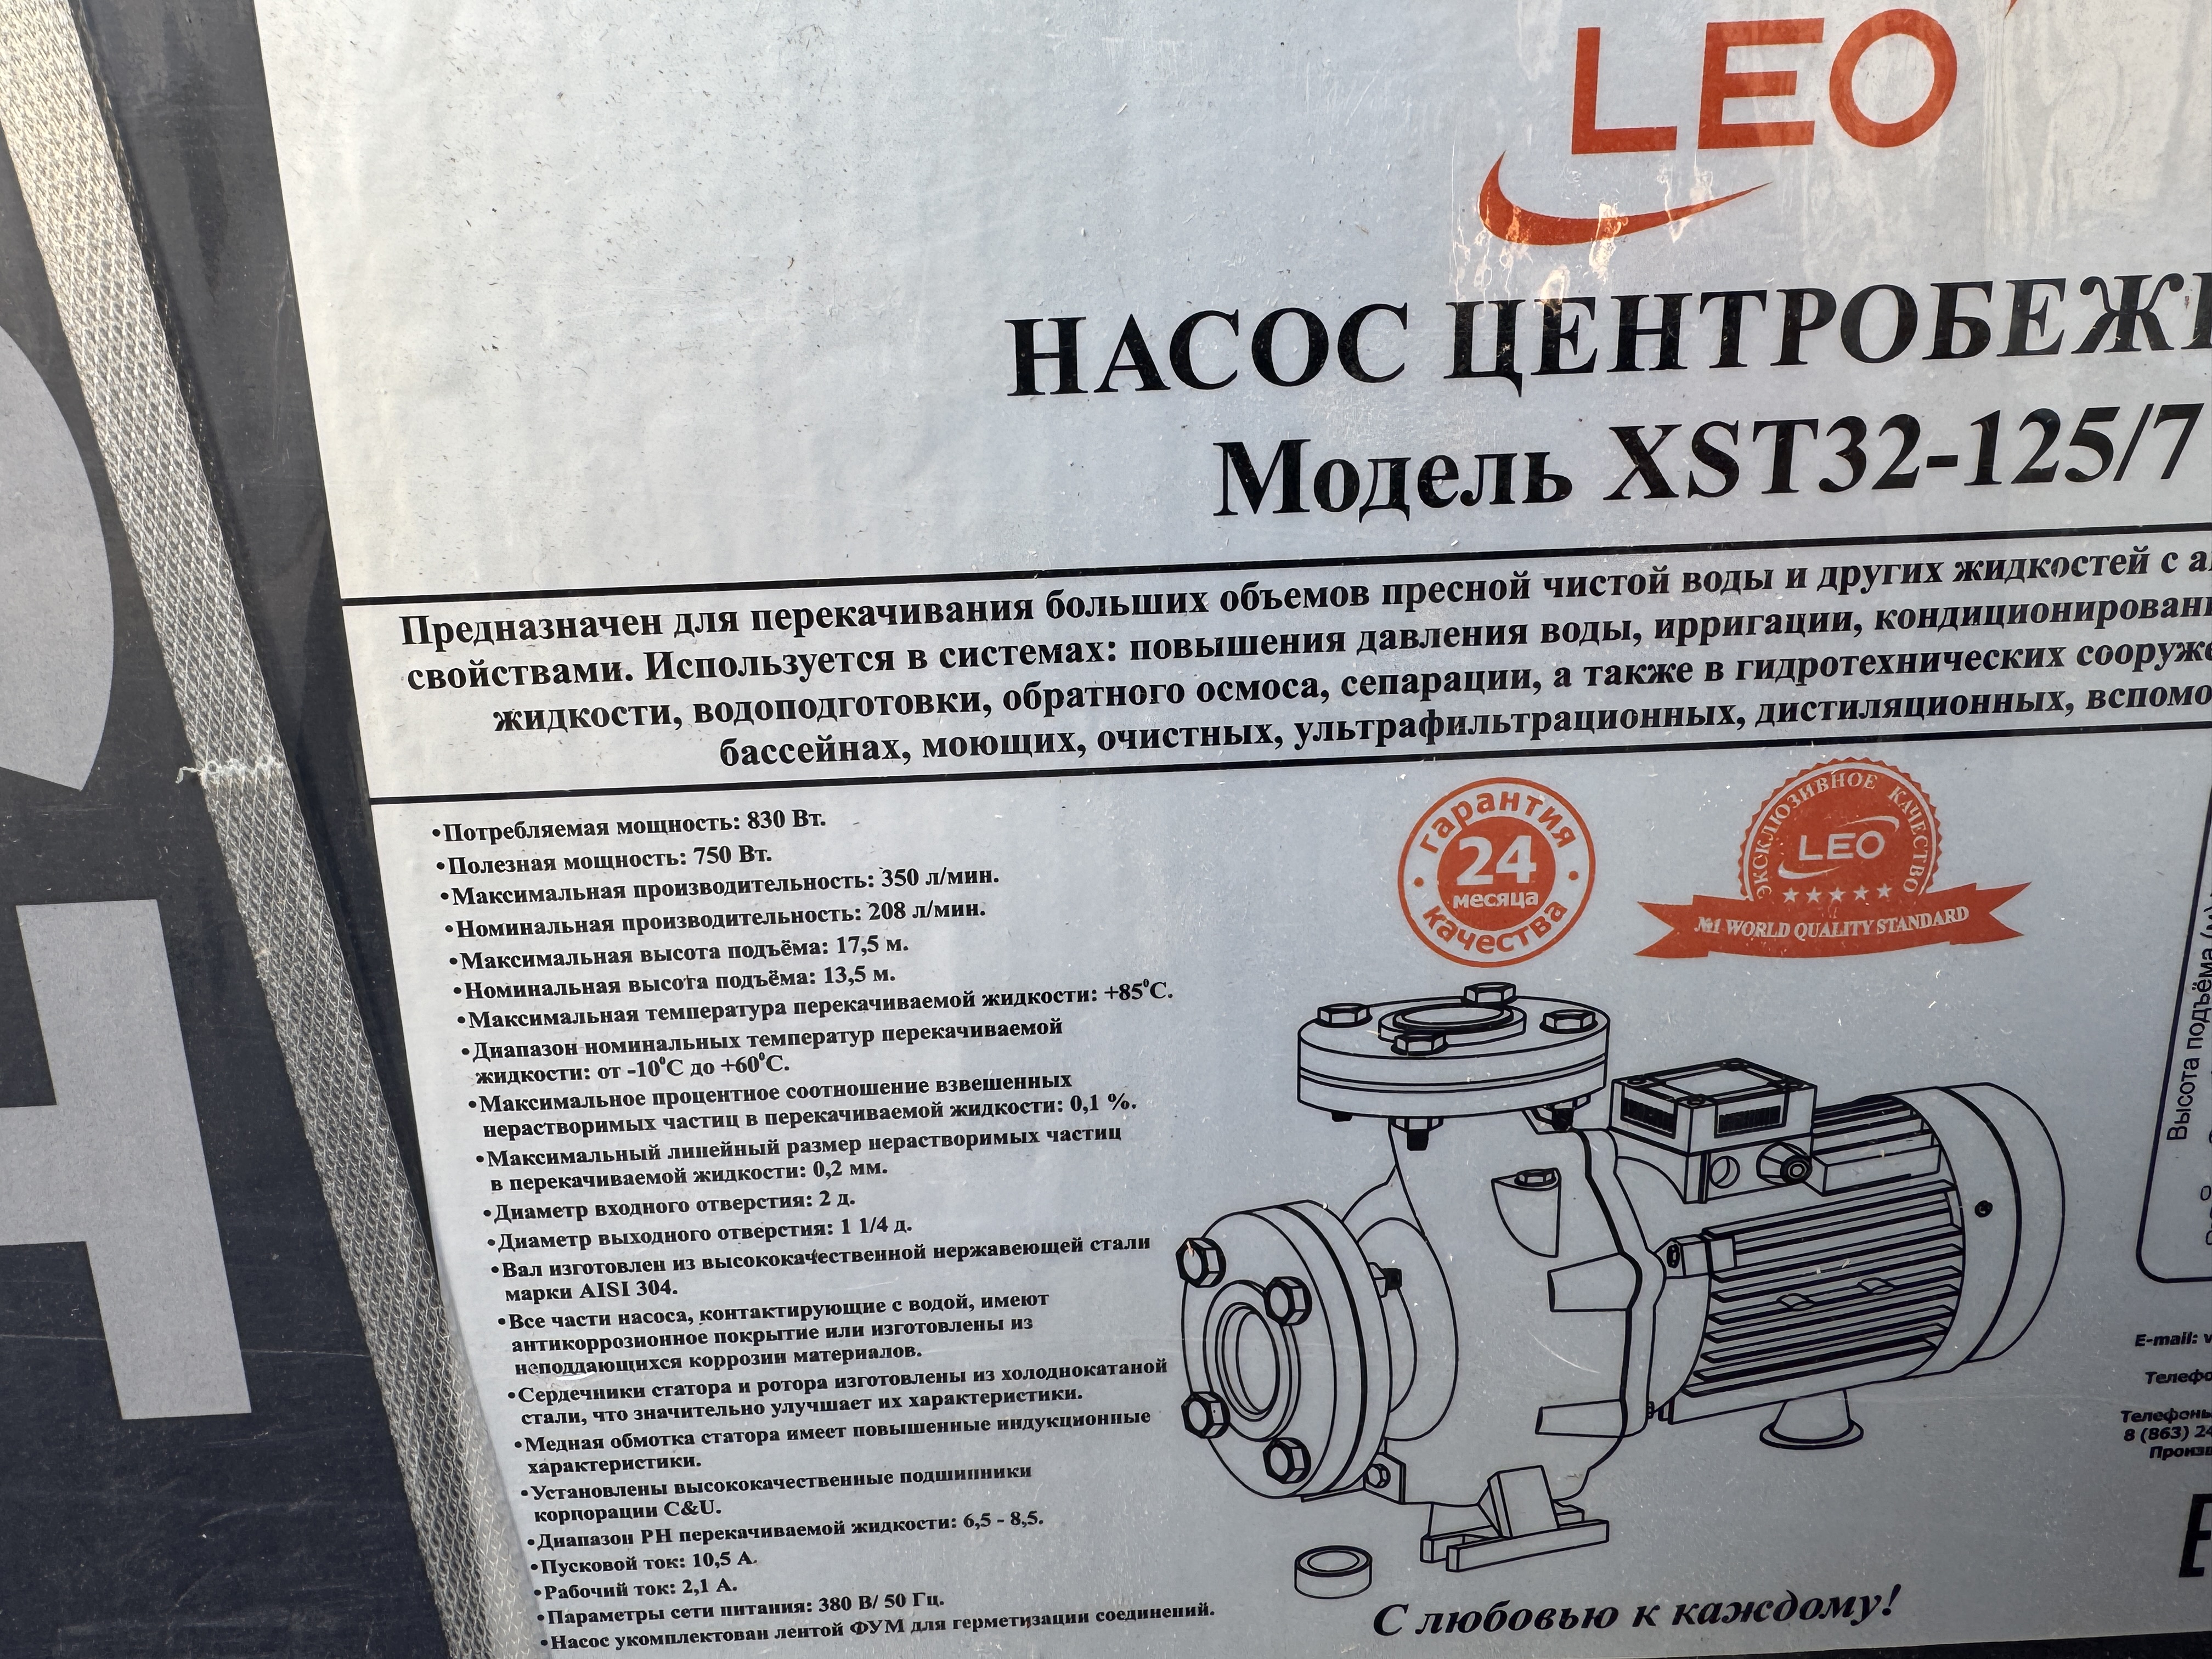 LEO
НАСОС ЦЕНТРОБЕЖ
Модель XST32-125/7
Предназначен для перекачивания больших объемов пресной чистой воды и других жидкостей с
свойствами. Используется в системах: повышения давления воды, ирригации, кондиционирован
жидкости, водоподготовки, обратного осмоса, сепарации, а также в гидротехнических сооруже
бассейнах, моющих, очистных, ультрафильтрационных, дистиляционных, вспомо
•Потребляемая мощность: 830 Вт.
•Полезная мощность: 750 Вт.
•Максимальная производительность: 350 л/мин.
•Номинальная производительность: 208 л/мин.
•Максимальная высота подъёма: 17,5 м.
•Номинальная высота подъёма: 13,5 м.
•Максимальная температура перекачиваемой жидкости: +85⁰С.
•Диапазон номинальных температур перекачиваемой
жидкости: от -10⁰С до +60⁰С.
•Максимальное процентное соотношение взвешенных
нерастворимых частиц в перекачиваемой жидкости: 0,1 %.
•Максимальный линейный размер нерастворимых частиц
в перекачиваемой жидкости: 0,2 мм.
•Диаметр входного отверстия: 2 д.
•Диаметр выходного отверстия: 1 1/4 д.
•Вал изготовлен из высококачественной нержавеющей стали
марки AISI 304.
•Все части насоса, контактирующие с водой, имеют
антикоррозионное покрытие или изготовлены из
неподдающихся коррозии материалов.
•Сердечники статора и ротора изготовлены из холоднокатаной
стали, что значительно улучшает их характеристики.
•Медная обмотка статора имеет повышенные индукционные
характеристики.
•Установлены высококачественные подшипники
корпорации C&U.
•Диапазон PH перекачиваемой жидкости: 6,5 - 8,5.
•Пусковой ток: 10,5 А.
•Рабочий ток: 2,1 А.
•Параметры сети питания: 380 В/ 50 Гц.
•Насос укомплектован лентой ФУМ для герметизации соединений.
гарантия
24
месяца
качества
ЭКСКЛЮЗИВНОЕ КАЧЕСТВО
LEO
№1 WORLD QUALITY STANDARD
Высота подъёма
E-mail:
Телефо
Телефоны
8 (863) 24
Произв
С любовью к каждому!